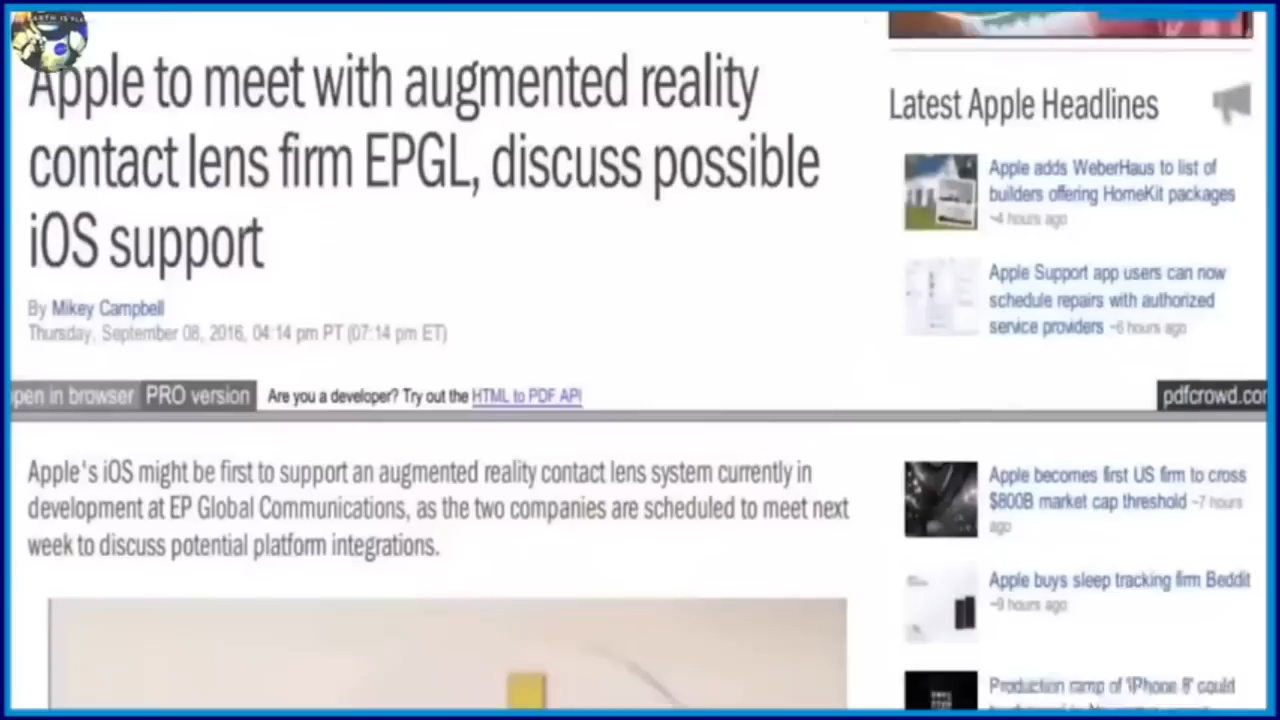 EARTH IS FLA
Apple to meet with augmented reality
contact lens firm EPGL, discuss possible
iOS support
By Mikey Campbell
Thursday, September 08, 2016, 04:14 pm PT (07:14 pm ET)
Latest Apple Headlines
Apple adds WeberHaus to list of
builders offering HomeKit packages
~4 hours ago
Apple Support app users can now
schedule repairs with authorized
service providers ~6 hours ago
pen in browser PRO version Are you a developer? Try out the HTML to PDF API
pdfcrowd.co
Apple's iOS might be first to support an augmented reality contact lens system currently in
development at EP Global Communications, as the two companies are scheduled to meet next
week to discuss potential platform integrations.
Apple becomes first US firm to cross
$800B market cap threshold ~7 hours
ago
Apple buys sleep tracking firm Beddit
~9 hours ago
Production ramp of 'iPhone 8' could